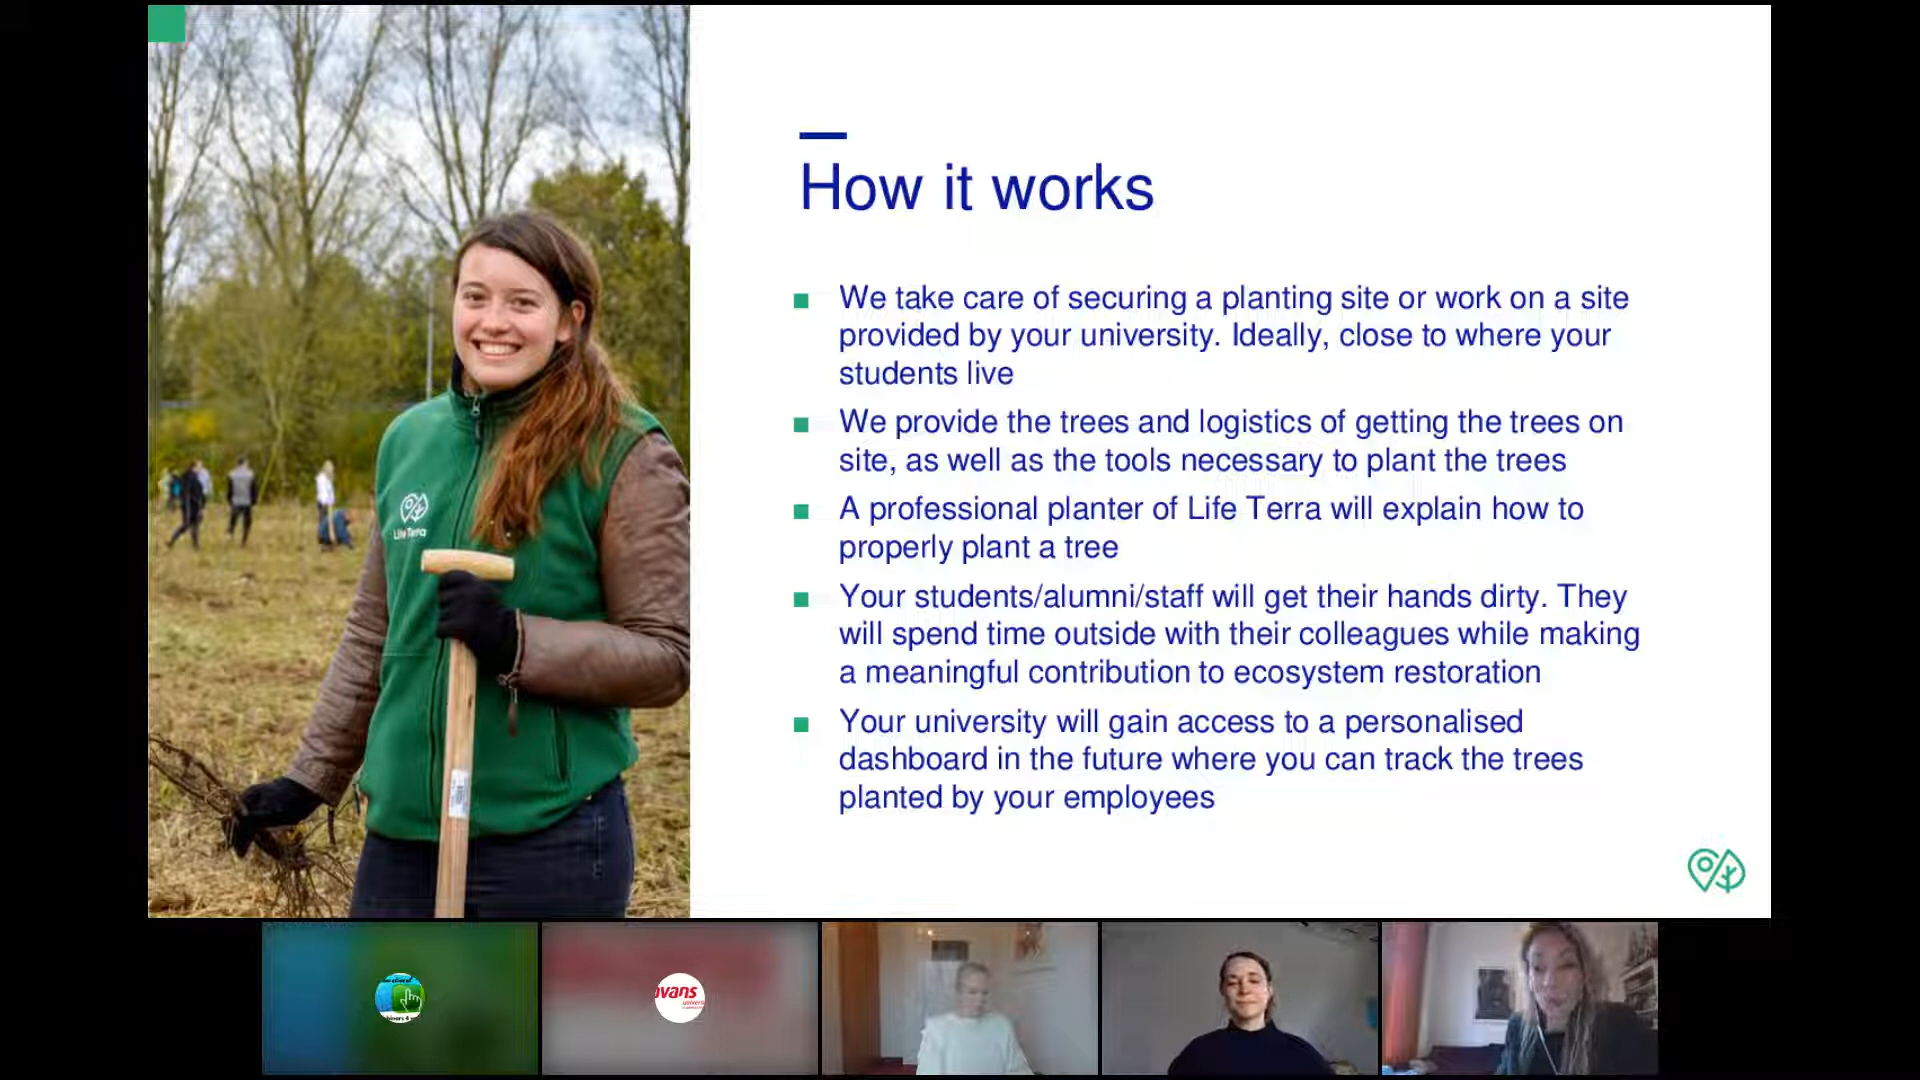 How it works
We take care of securing a planting site or work on a site
provided by your university. Ideally, close to where your
students live
We provide the trees and logistics of getting the trees on
site, as well as the tools necessary to plant the trees
A professional planter of Life Terra will explain how to
properly plant a tree
Your students/alumni/staff will get their hands dirty. They
will spend time outside with their colleagues while making
a meaningful contribution to ecosystem restoration
Your university will gain access to a personalised
dashboard in the future where you can track the trees
planted by your employees
Life Terra
avans